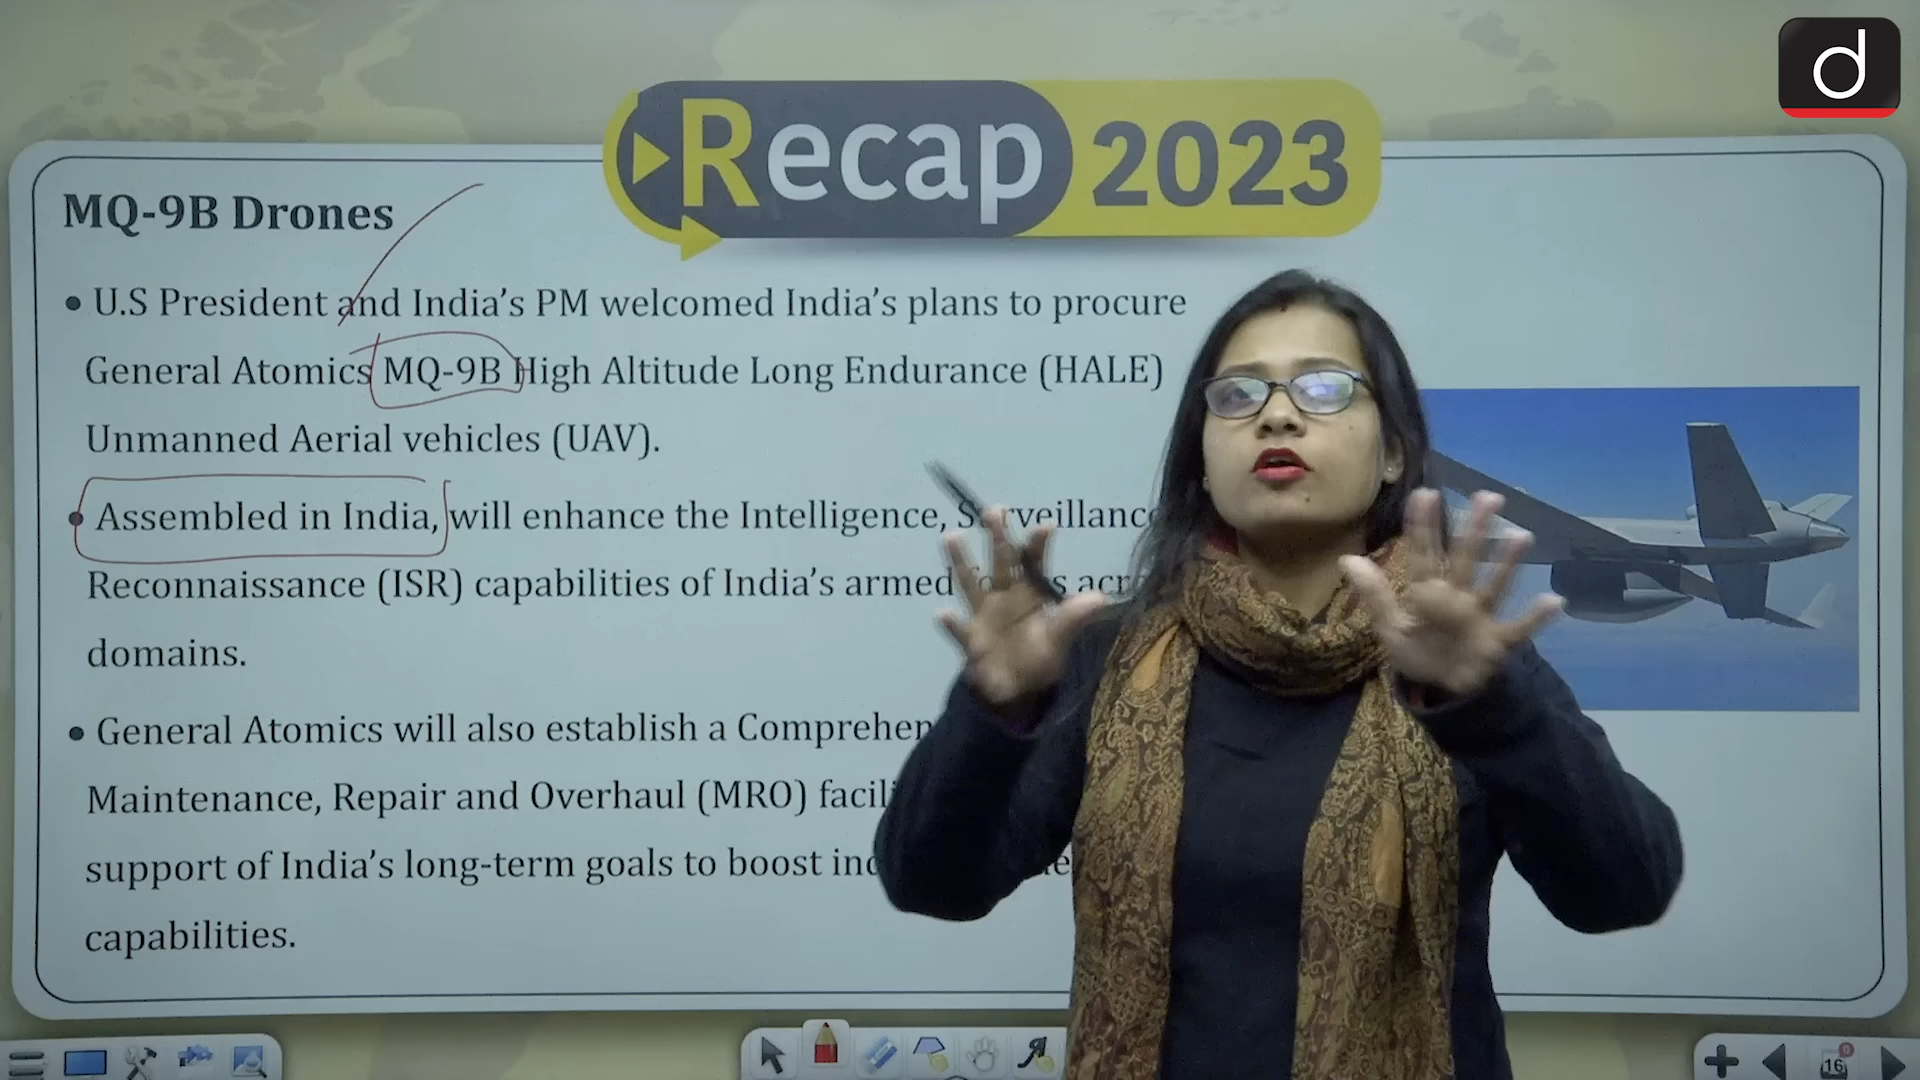 d
Recap 2023
MQ-9B Drones
• U.S President and India's PM welcomed India's plans to procure
General Atomics MQ-9B High Altitude Long Endurance (HALE)
Unmanned Aerial vehicles (UAV).
• Assembled in India, will enhance the Intelligence, Surveillance
Reconnaissance (ISR) capabilities of India's armed
domains.
• General Atomics will also establish a
Maintenance, Repair and Overhaul (MRO)
support of India's long-term goals to boost
capabilities.
16